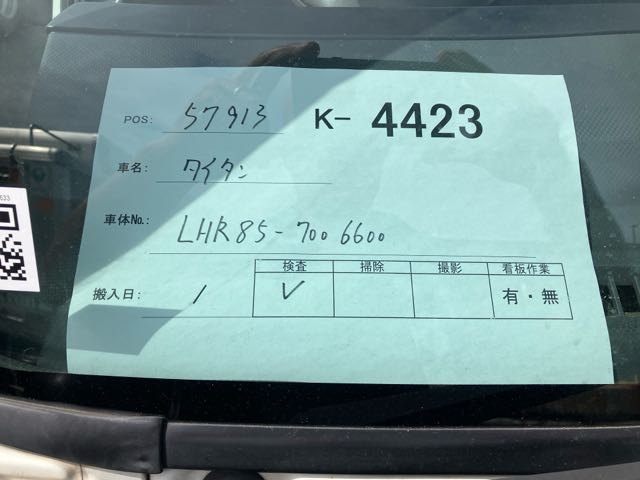 POS: 57913 K- 4423
車名: タイタン
車体No.: LHR85-7006600
検査 掃除 撮影 看板作業
搬入日: / ✓ 有・無
633